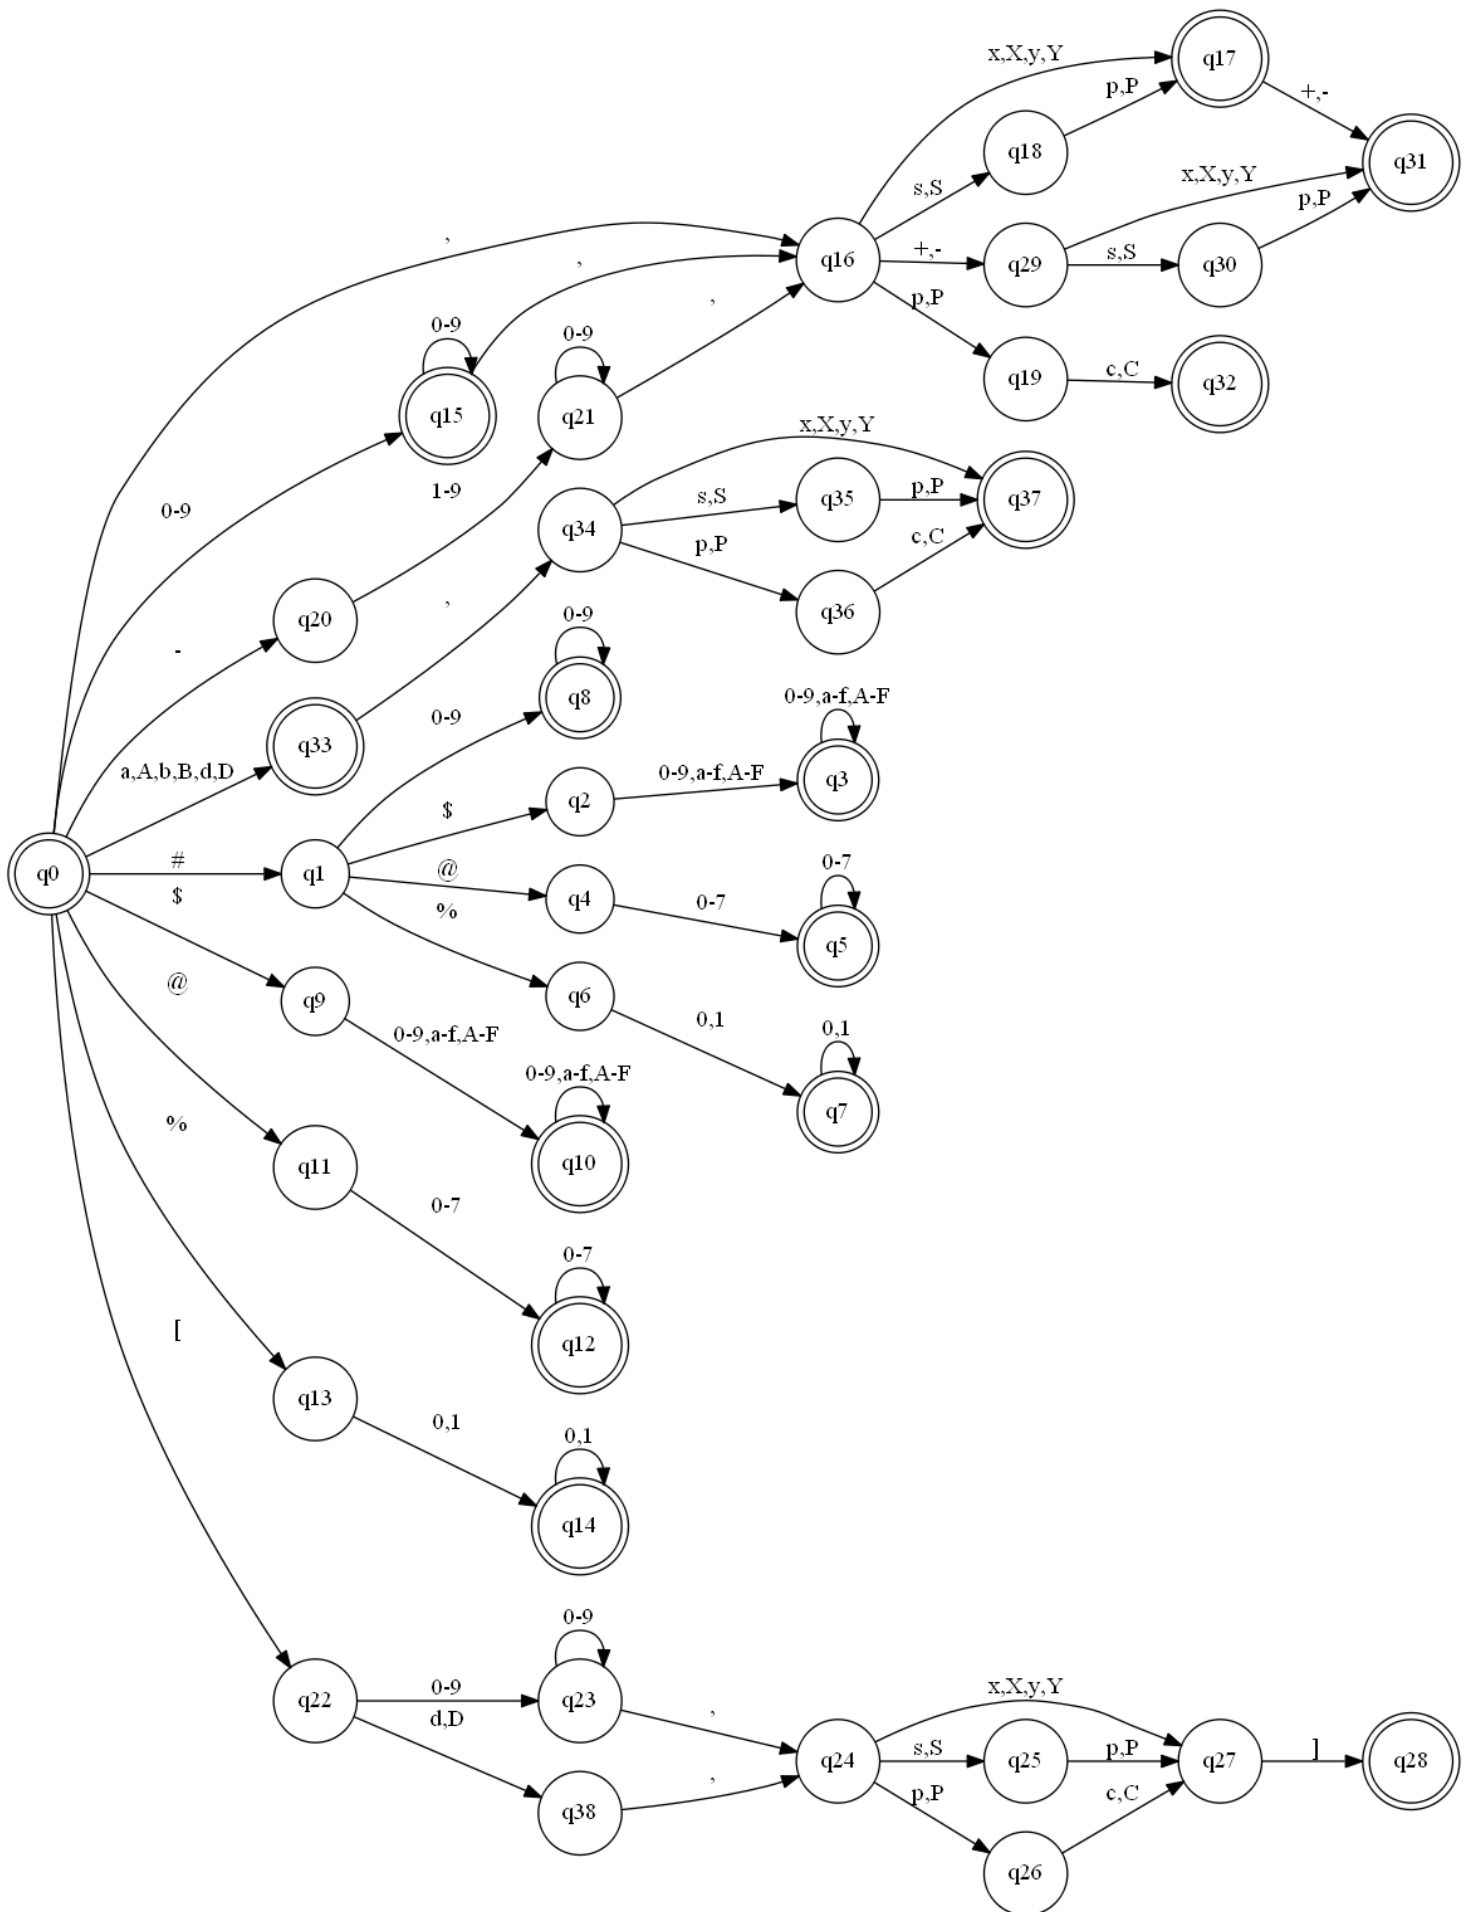 x,X,y,Y
q17
p,P
+,-
q18
q31
s,S
x,X,y,Y
p,P
,
,
q16
+,-
q29
s,S
q30
,
p,P
0-9
0-9
q19
c,C
q32
q15
q21
x,X,y,Y
1-9
s,S
q35
p,P
q37
0-9
q34
p,P
c,C
,
q36
q20
0-9
-
q8
0-9,a-f,A-F
q33
0-9
a,A,b,B,d,D
0-9,a-f,A-F
q3
$
q2
#
@
0-7
q0
q1
$
q4
0-7
%
q5
@
q9
q6
0,1
0,1
0-9,a-f,A-F
0-9,a-f,A-F
q7
%
q11
q10
0-7
0-7
[
q12
q13
0,1
0,1
q14
0-9
x,X,y,Y
q22
0-9
q23
,
d,D
q24
s,S
q25
p,P
q27
]
q28
,
p,P
c,C
q38
q26